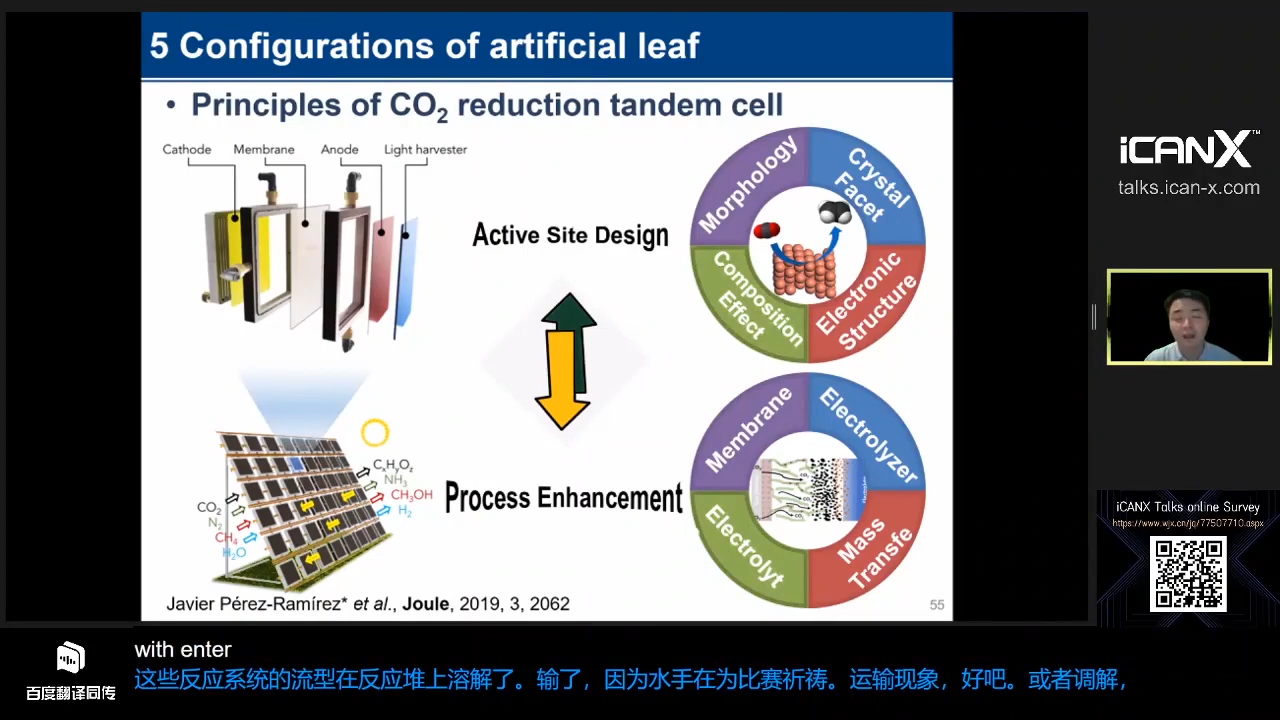 5 Configurations of artificial leaf
• Principles of CO₂ reduction tandem cell
Cathode Membrane Anode Light harvester
Active Site Design
Morphology
Crystal
Facet
Composition
Effect
Electronic
Structure
Process Enhancement
Membrane
Electrolyzer
Electrolyt
Mass
Transfe
CO₂
N₂
CH₄
H₂O
CₓHᵧO_z
NH₃
CH₃OH
H₂
Javier Pérez-Ramírez* et al., Joule, 2019, 3, 2062
55
iCANX™
talks.ican-x.com
iCANX Talks online Survey
https://www.wjx.cn/jq/77507710.aspx
百度翻译同传
with enter
这些反应系统的流型在反应堆上溶解了。输了，因为水手在为比赛祈祷。运输现象，好吧。或者调解，